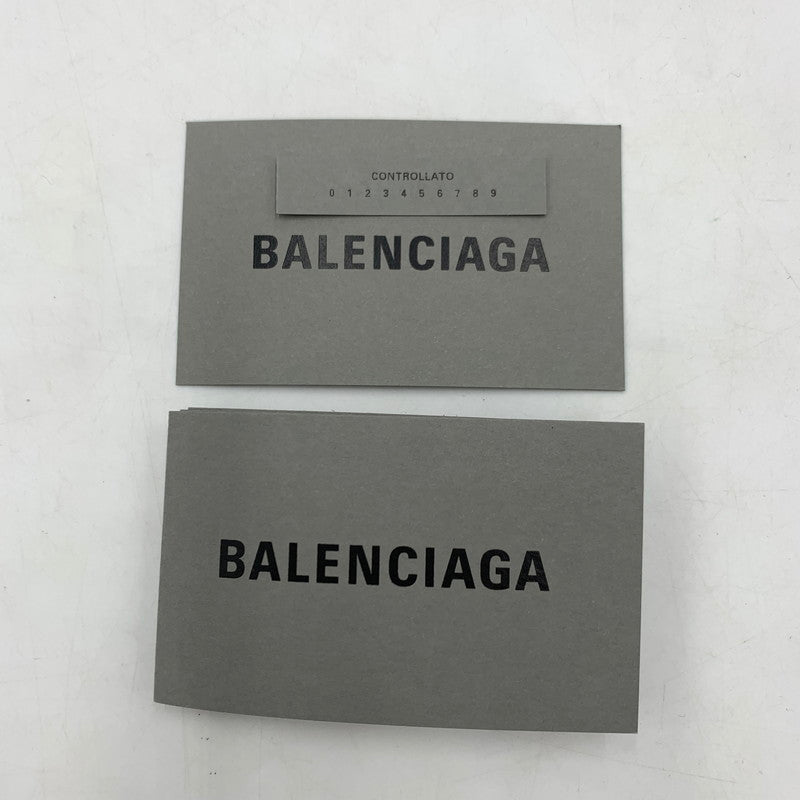 CONTROLLATO
0 1 2 3 4 5 6 7 8 9
BALENCIAGA
BALENCIAGA